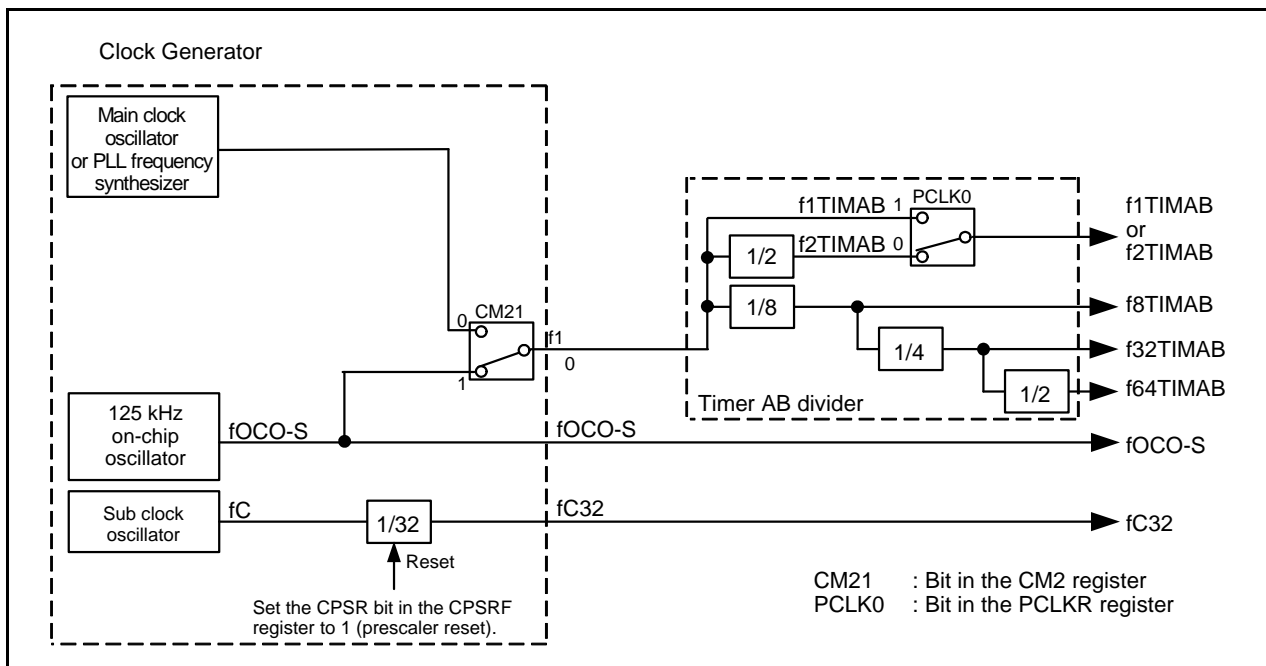 Clock Generator
Main clock
oscillator
or PLL frequency
synthesizer
CM21
0
1
f1
0
125 kHz
on-chip
oscillator
fOCO-S
fOCO-S
fOCO-S
Sub clock
oscillator
fC
1/32
fC32
fC32
Reset
Set the CPSR bit in the CPSRF
register to 1 (prescaler reset).
f1TIMAB 1
PCLK0
1/2
f2TIMAB 0
f1TIMAB
or
f2TIMAB
1/8
f8TIMAB
1/4
f32TIMAB
1/2
f64TIMAB
Timer AB divider
CM21 : Bit in the CM2 register
PCLK0 : Bit in the PCLKR register